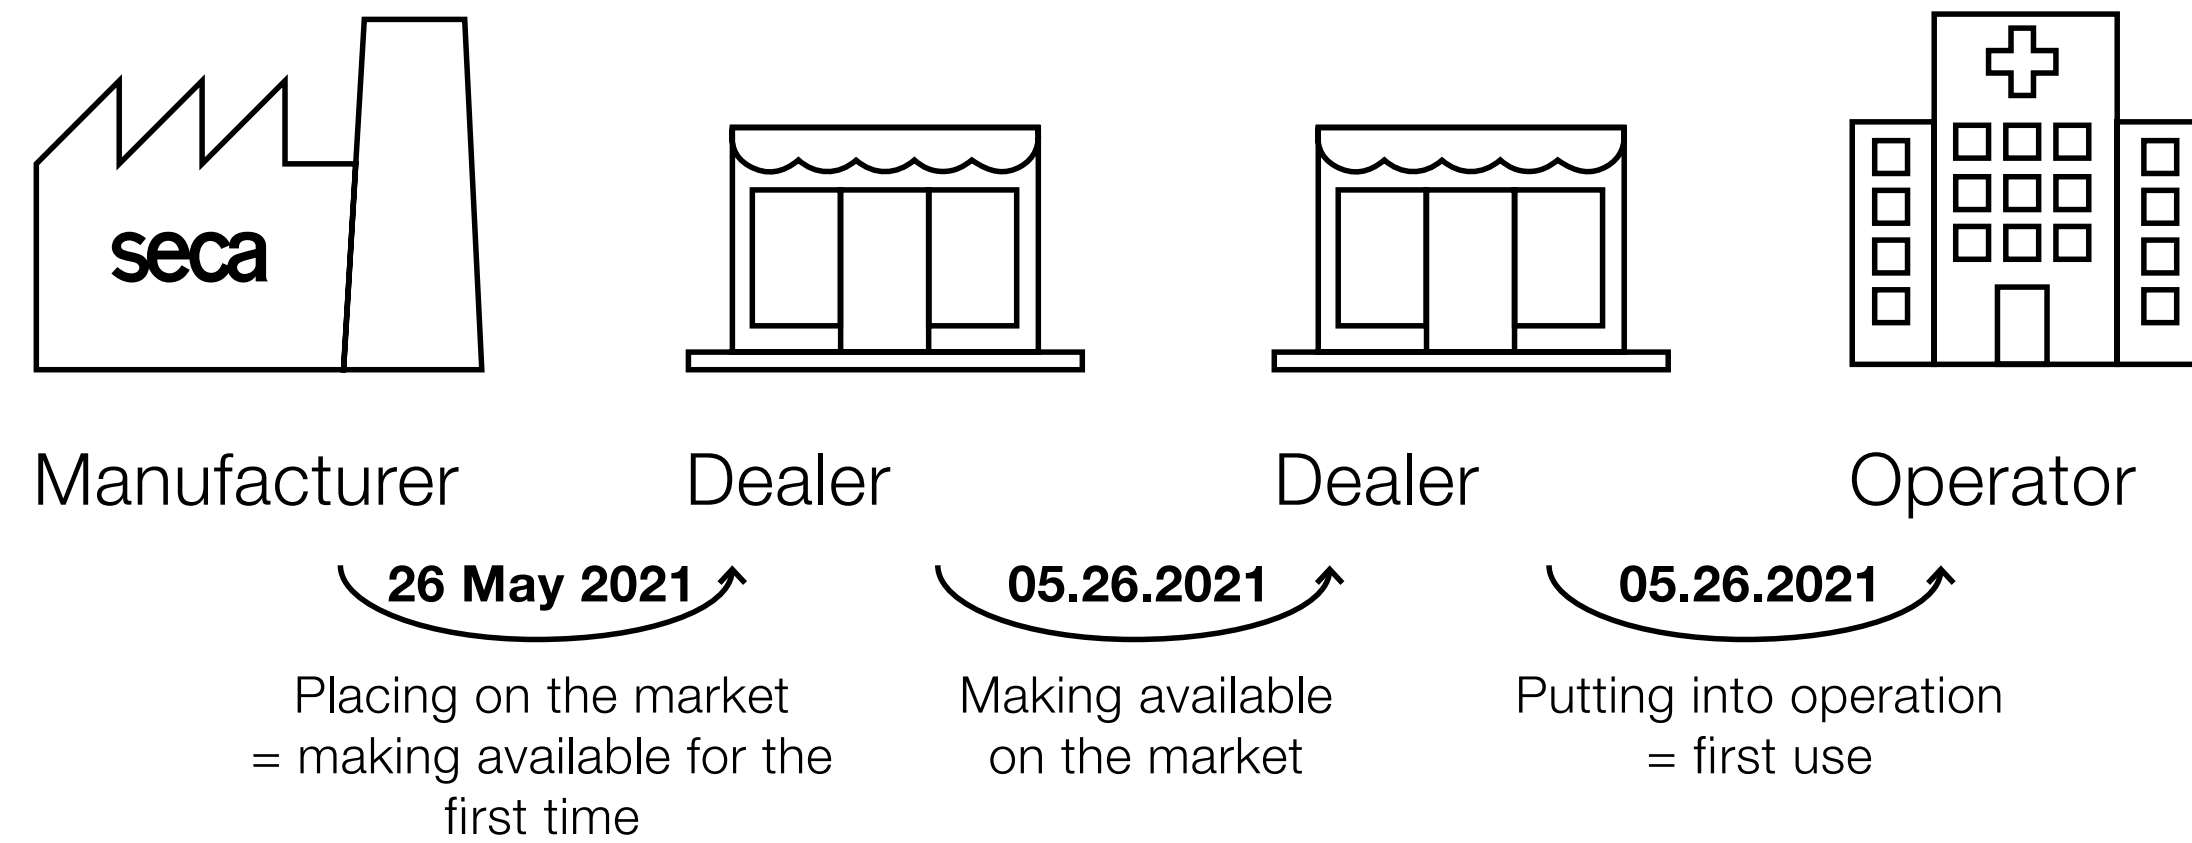 seca
Manufacturer
Dealer
Dealer
Operator
26 May 2021
05.26.2021
05.26.2021
Placing on the market
= making available for the
first time
Making available
on the market
Putting into operation
= first use